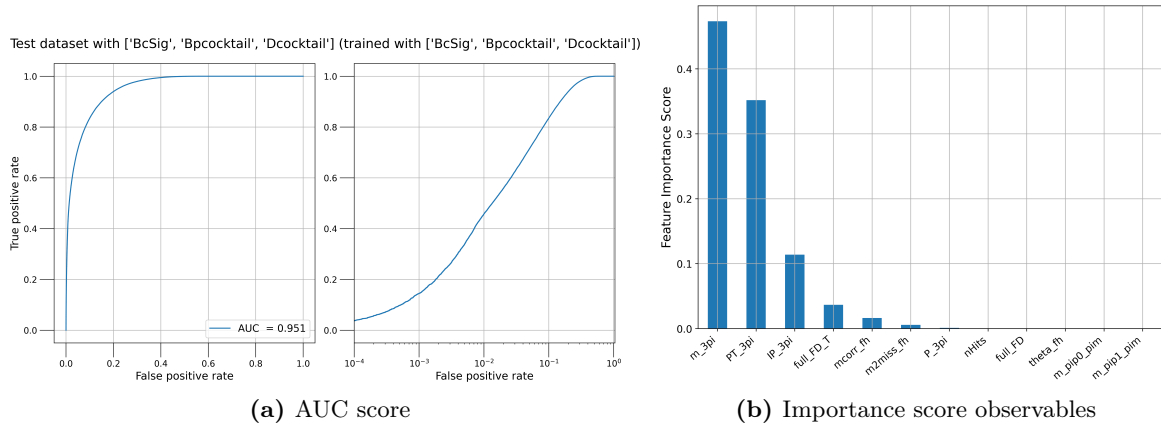 Test dataset with ['BcSig', 'Bpcocktail', 'Dcocktail'] (trained with ['BcSig', 'Bpcocktail', 'Dcocktail'])
True positive rate
1.0
0.8
0.6
0.4
0.2
0.0
0.0 0.2 0.4 0.6 0.8 1.0
False positive rate
AUC = 0.951
1.0
0.8
0.6
0.4
0.2
0.0
10⁻⁴ 10⁻³ 10⁻² 10⁻¹ 10⁰
False positive rate
(a) AUC score
Feature Importance Score
0.4
0.3
0.2
0.1
0.0
m_3pi
PT_3pi
IP_3pi
full_FD_T
mcorr_fh
m2miss_fh
P_3pi
nHits
full_FD
theta_fh
m_pip0_pim
m_pip1_pim
(b) Importance score observables